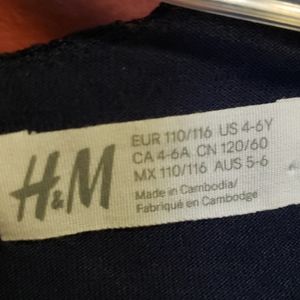 H&M
EUR 110/116 US 4-6Y
CA 4-6A CN 120/60
MX 110/116 AUS 5-6
Made in Cambodia/
Fabriqué en Cambodge